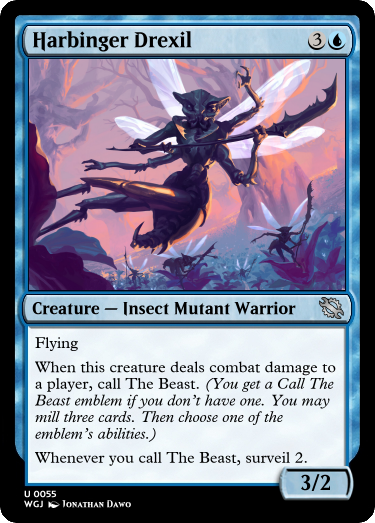 Harbinger Drexil 3
Creature — Insect Mutant Warrior
Flying
When this creature deals combat damage to
a player, call The Beast. (You get a Call The
Beast emblem if you don't have one. You may
mill three cards. Then choose one of the
emblem's abilities.)
Whenever you call The Beast, surveil 2.
3/2
U 0055
WGJ JONATHAN DAWO